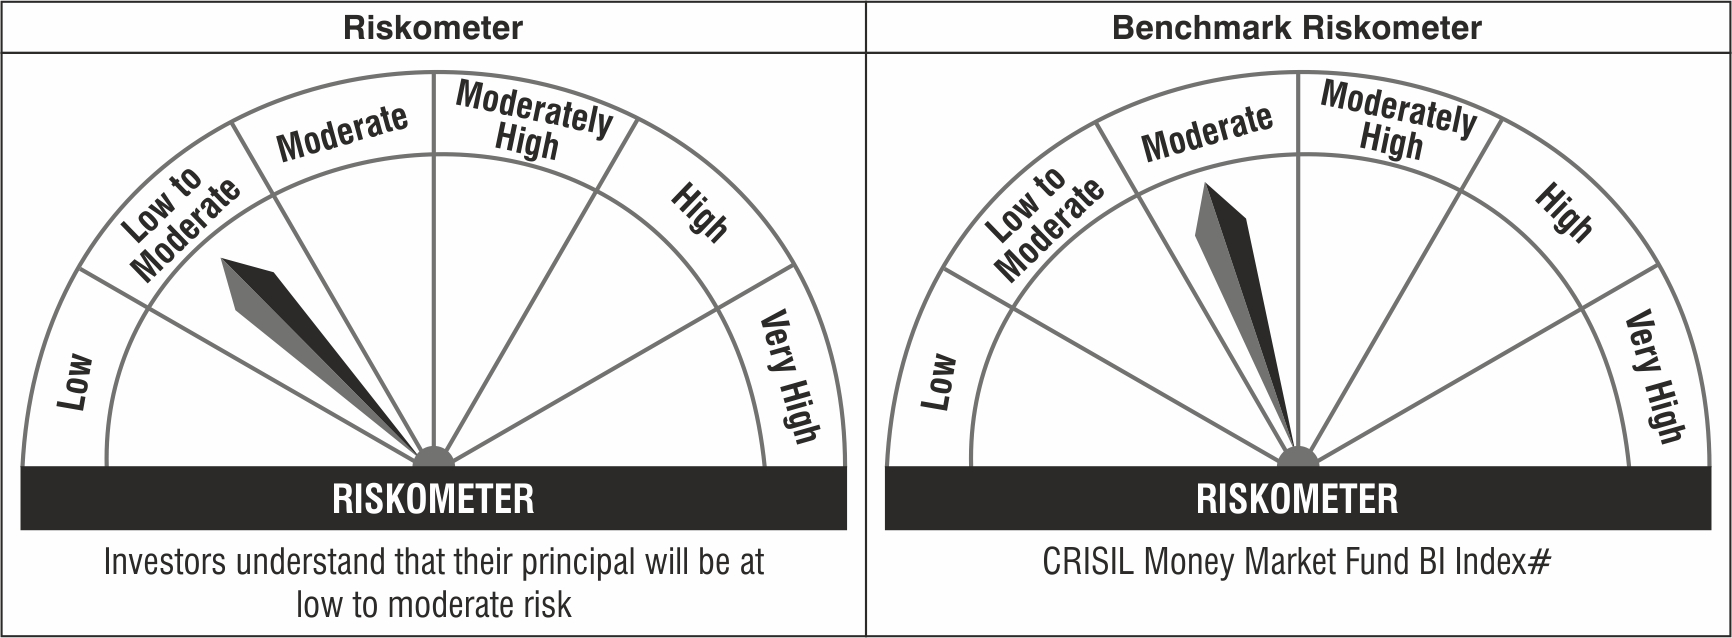 Riskometer
Low
Low to
Moderate
Moderate
Moderately
High
High
Very High
RISKOMETER
Investors understand that their principal will be at
low to moderate risk
Benchmark Riskometer
Low
Low to
Moderate
Moderate
Moderately
High
High
Very High
RISKOMETER
CRISIL Money Market Fund BI Index#